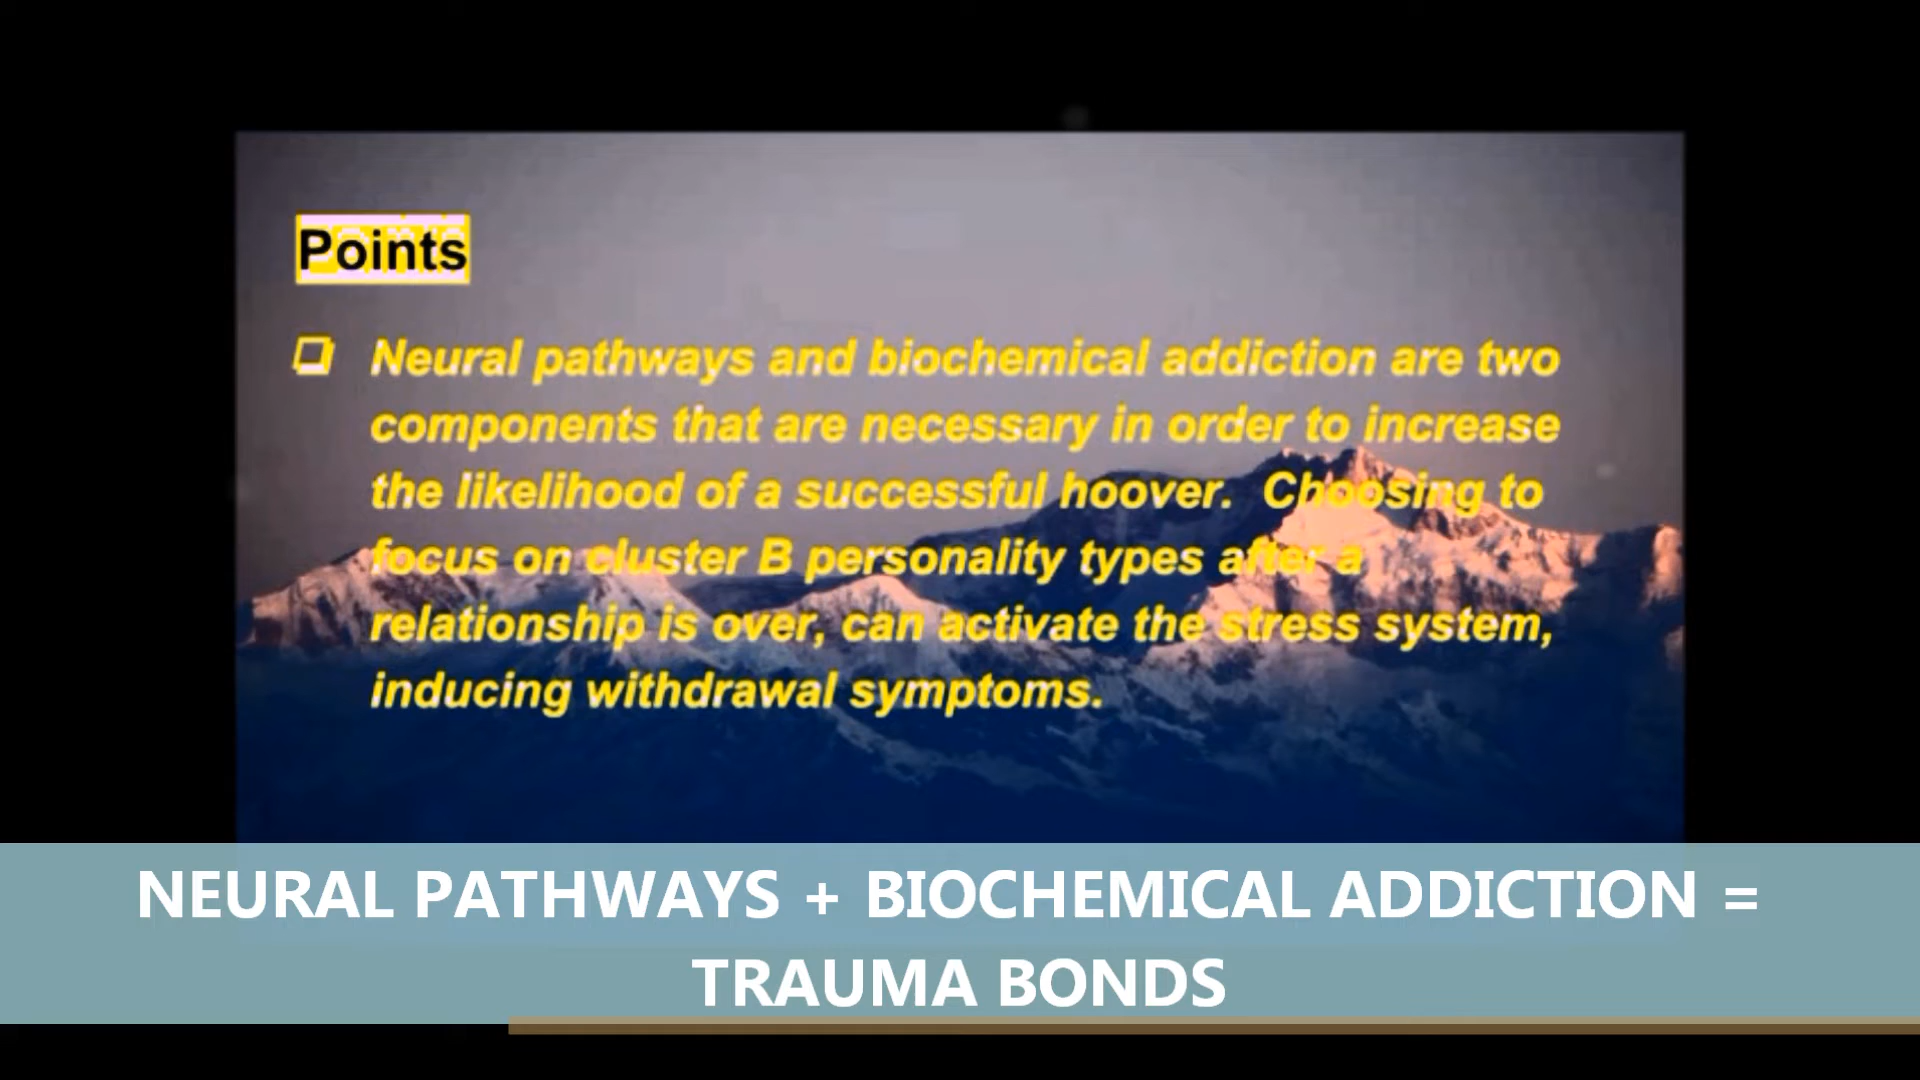 Points
Neural pathways and biochemical addiction are two
components that are necessary in order to increase
the likelihood of a successful hoover. Choosing to
focus on cluster B personality types after a
relationship is over, can activate the stress system,
inducing withdrawal symptoms.
NEURAL PATHWAYS + BIOCHEMICAL ADDICTION =
TRAUMA BONDS